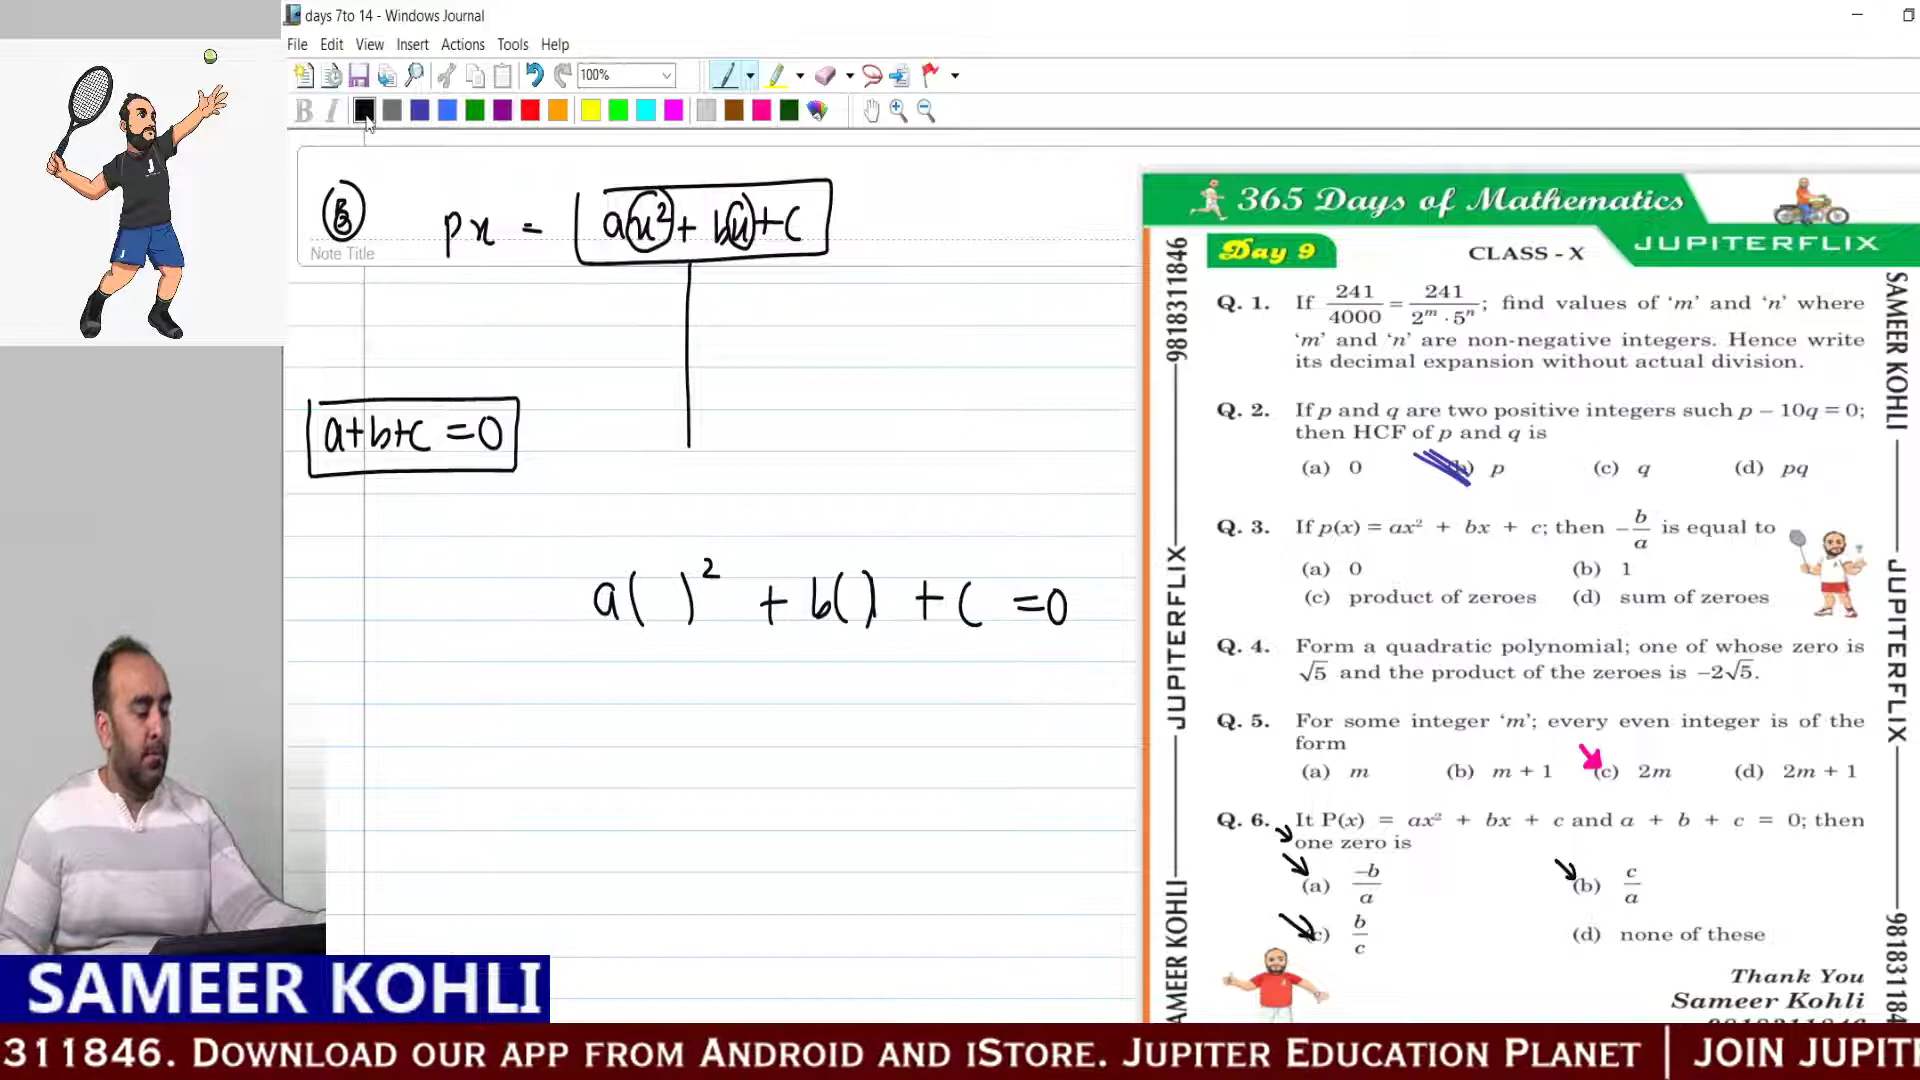 days 7to 14 - Windows Journal
File Edit View Insert Actions Tools Help
100%
B I
px = ax² + bx + c
Note Title
a+b+c = 0
a( )² + b( ) + c = 0
365 Days of Mathematics
JUPITERFLIX
Day 9
CLASS - X
Q. 1. If 241/4000 = 241/2^m · 5^n; find values of ‘m’ and ‘n’ where
‘m’ and ‘n’ are non-negative integers. Hence write
its decimal expansion without actual division.
Q. 2. If p and q are two positive integers such p – 10q = 0;
then HCF of p and q is
(a) 0 (b) p (c) q (d) pq
Q. 3. If p(x) = ax² + bx + c; then – b/a is equal to
(a) 0 (b) 1
(c) product of zeroes (d) sum of zeroes
Q. 4. Form a quadratic polynomial; one of whose zero is
√5 and the product of the zeroes is –2√5.
Q. 5. For some integer ‘m’; every even integer is of the
form
(a) m (b) m + 1 (c) 2m (d) 2m + 1
Q. 6. It P(x) = ax² + bx + c and a + b + c = 0; then
one zero is
(a) –b/a (b) c/a
(c) b/c (d) none of these
Thank You
Sameer Kohli
9818311846
JUPITERFLIX
SAMEER KOHLI
SAMEER KOHLI
JUPITERFLIX
SAMEER KOHLI
311846. DOWNLOAD OUR APP FROM ANDROID AND ISTORE. JUPITER EDUCATION PLANET | JOIN JUPIT